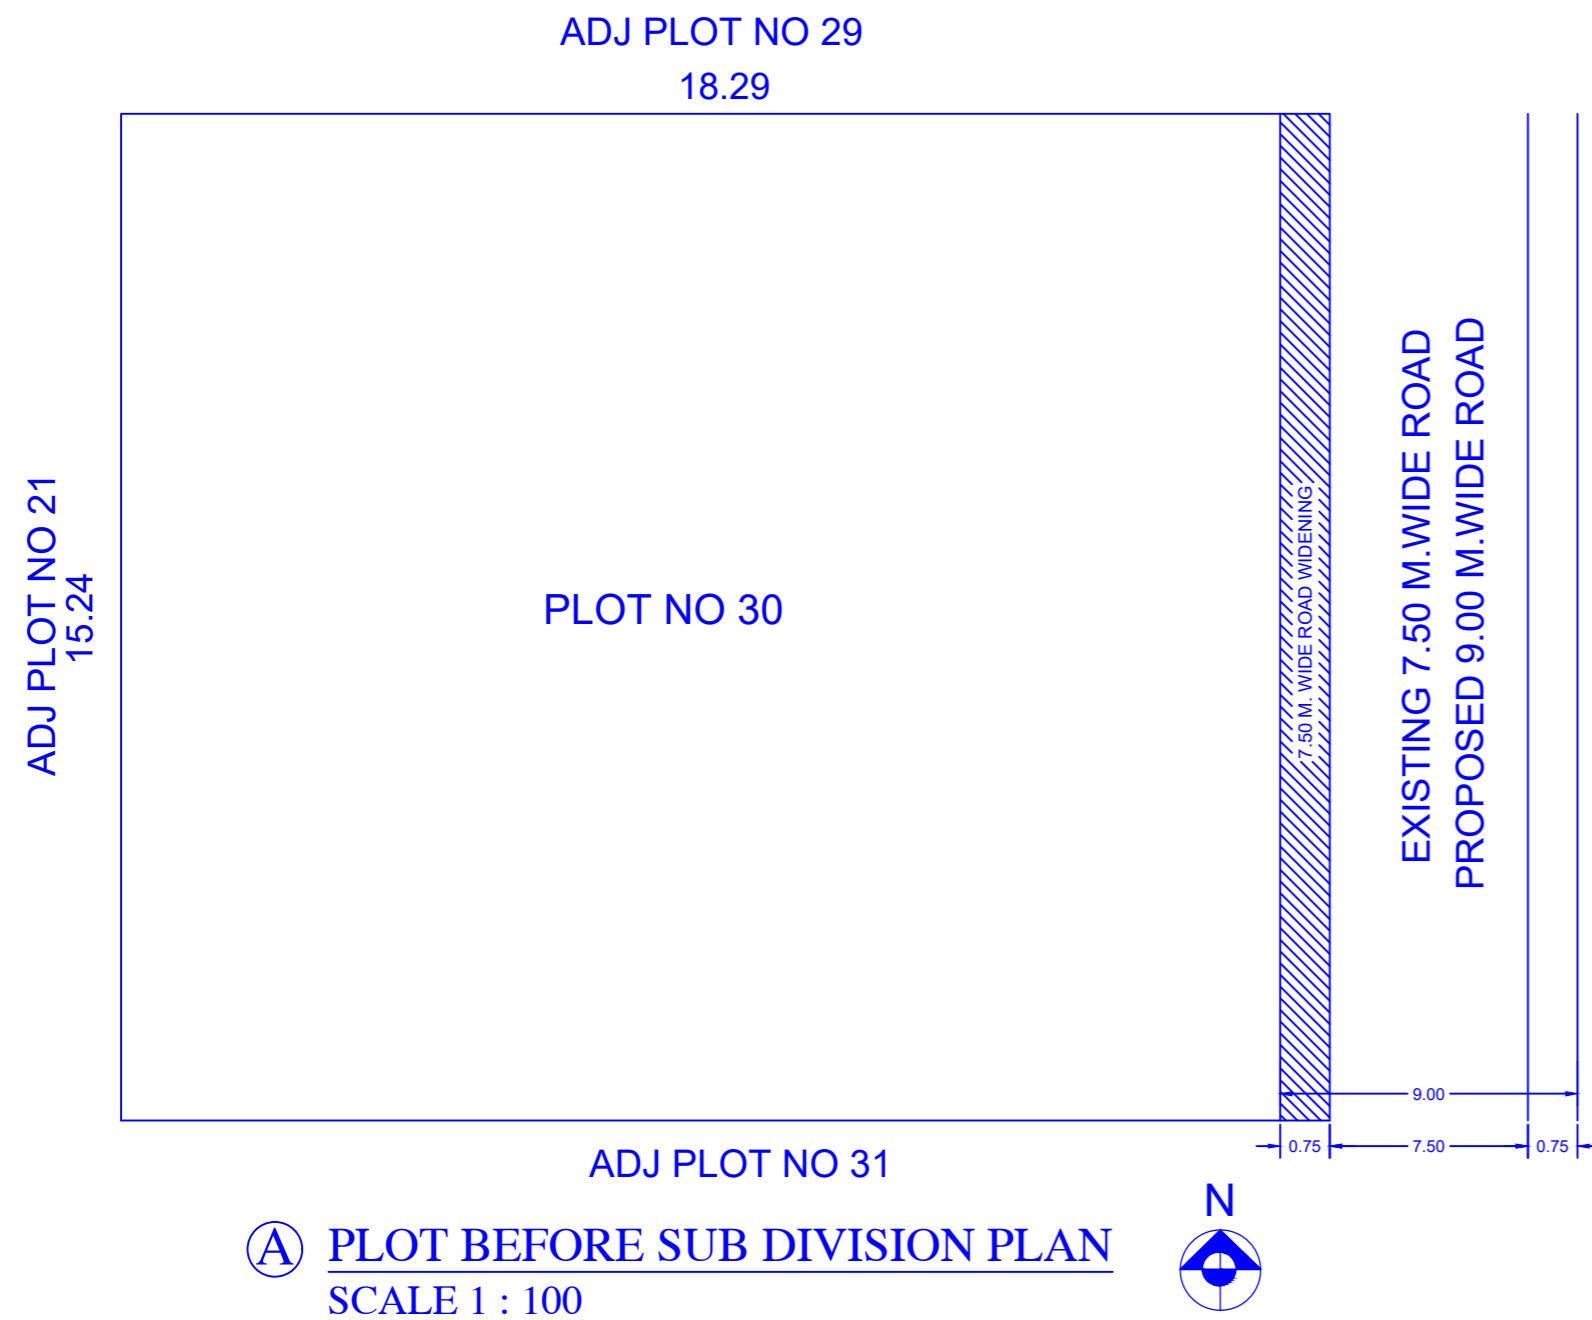 ADJ PLOT NO 29
18.29
ADJ PLOT NO 21
15.24
PLOT NO 30
7.50 M. WIDE ROAD WIDENING
EXISTING 7.50 M.WIDE ROAD
PROPOSED 9.00 M.WIDE ROAD
9.00
0.75
7.50
0.75
ADJ PLOT NO 31
N
A
PLOT BEFORE SUB DIVISION PLAN
SCALE 1 : 100